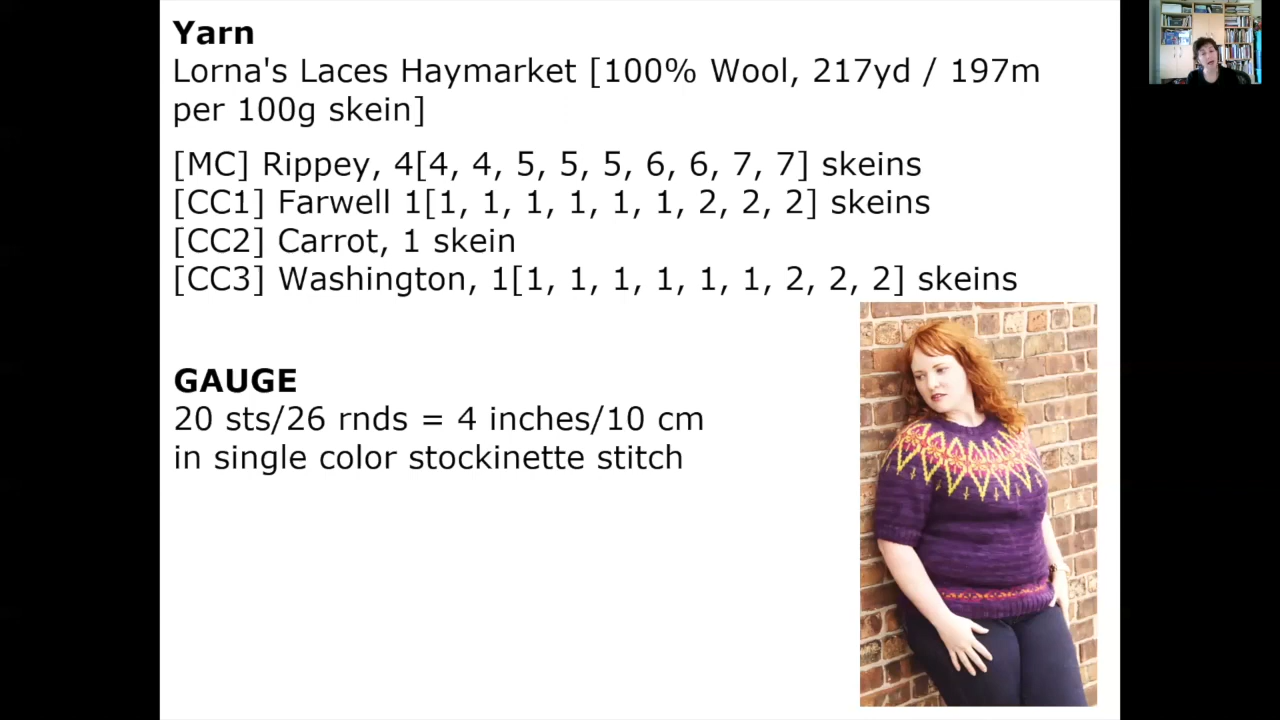 Yarn
Lorna's Laces Haymarket [100% Wool, 217yd / 197m
per 100g skein]
[MC] Rippey, 4[4, 4, 5, 5, 5, 6, 6, 7, 7] skeins
[CC1] Farwell 1[1, 1, 1, 1, 1, 1, 2, 2, 2] skeins
[CC2] Carrot, 1 skein
[CC3] Washington, 1[1, 1, 1, 1, 1, 1, 2, 2, 2] skeins
GAUGE
20 sts/26 rnds = 4 inches/10 cm
in single color stockinette stitch